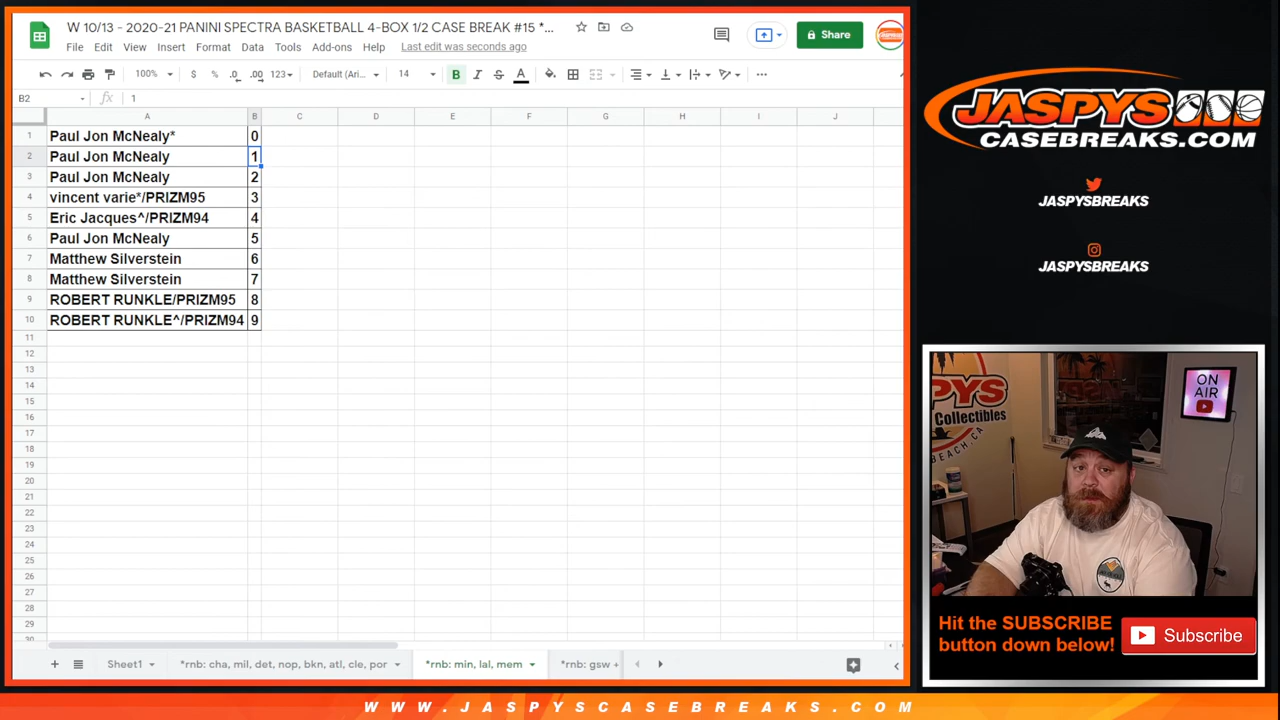 W 10/13 - 2020-21 PANINI SPECTRA BASKETBALL 4-BOX 1/2 CASE BREAK #15 *...
File Edit View Insert Format Data Tools Add-ons Help Last edit was seconds ago
Share
100% $ % .0 .00 123 Default (Ari... 14 B I S A
B2 fx 1
A B C D E F G H I J
1 Paul Jon McNealy* 0
2 Paul Jon McNealy 1
3 Paul Jon McNealy 2
4 vincent varie*/PRIZM95 3
5 Eric Jacques^/PRIZM94 4
6 Paul Jon McNealy 5
7 Matthew Silverstein 6
8 Matthew Silverstein 7
9 ROBERT RUNKLE/PRIZM95 8
10 ROBERT RUNKLE^/PRIZM94 9
11
12
13
14
15
16
17
18
19
20
21
22
23
24
25
26
27
28
29
30
Sheet1 *rnb: cha, mil, det, nop, bkn, atl, cle, por *rnb: min, lal, mem *rnb: gsw +
JASPYS
CASEBREAKS.COM
JASPYSBREAKS
JASPYSBREAKS
PYS
Collectibles
BEACH, CA
ON
AIR
Hit the SUBSCRIBE
button down below!
Subscribe
WWW.JASPYSCASEBREAKS.COM